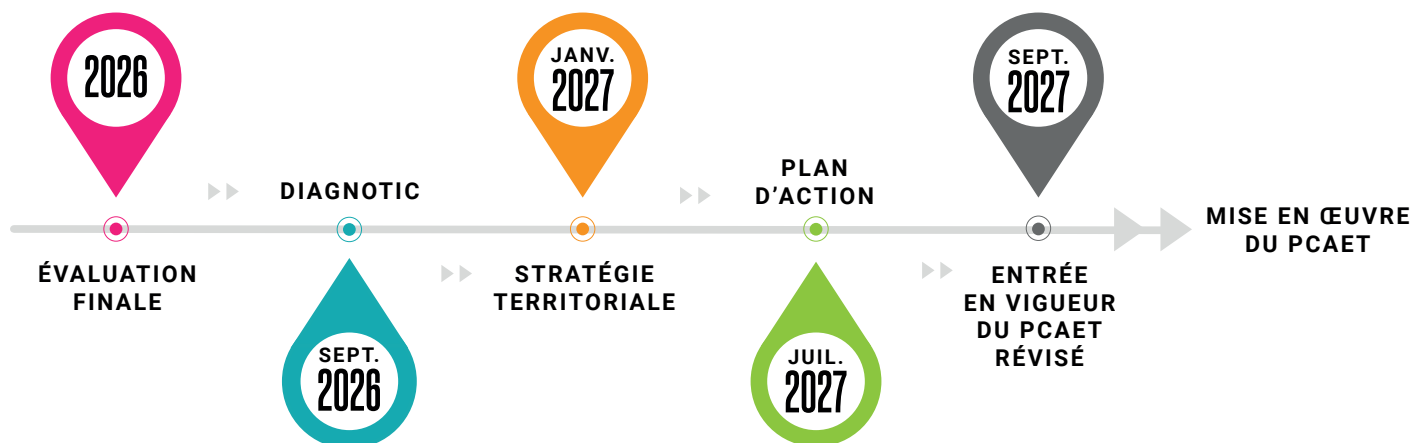 2026
ÉVALUATION
FINALE
DIAGNOTIC
SEPT.
2026
JANV.
2027
STRATÉGIE
TERRITORIALE
PLAN
D'ACTION
JUIL.
2027
SEPT.
2027
ENTRÉE
EN VIGUEUR
DU PCAET
RÉVISÉ
MISE EN ŒUVRE
DU PCAET